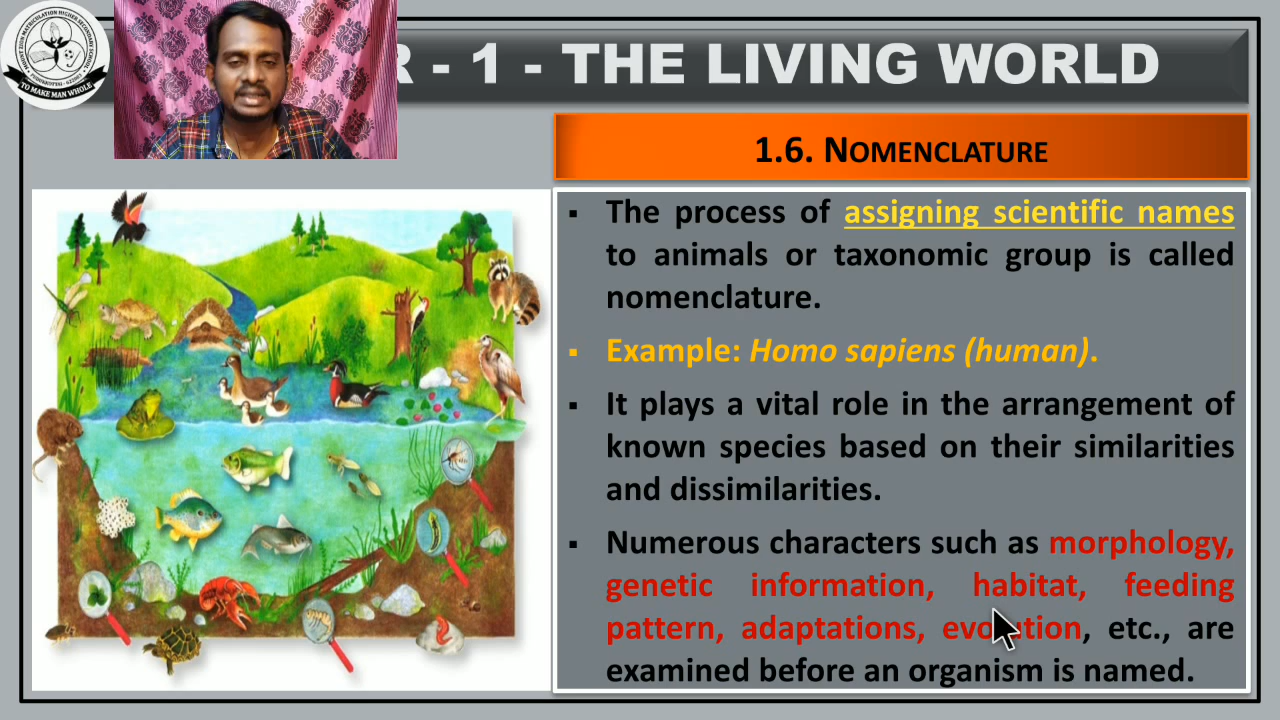 R - 1 - THE LIVING WORLD
TO MAKE MAN WHOLE
1.6. NOMENCLATURE
▪ The process of assigning scientific names
to animals or taxonomic group is called
nomenclature.
▪ Example: Homo sapiens (human).
▪ It plays a vital role in the arrangement of
known species based on their similarities
and dissimilarities.
▪ Numerous characters such as morphology,
genetic information, habitat, feeding
pattern, adaptations, evolution, etc., are
examined before an organism is named.